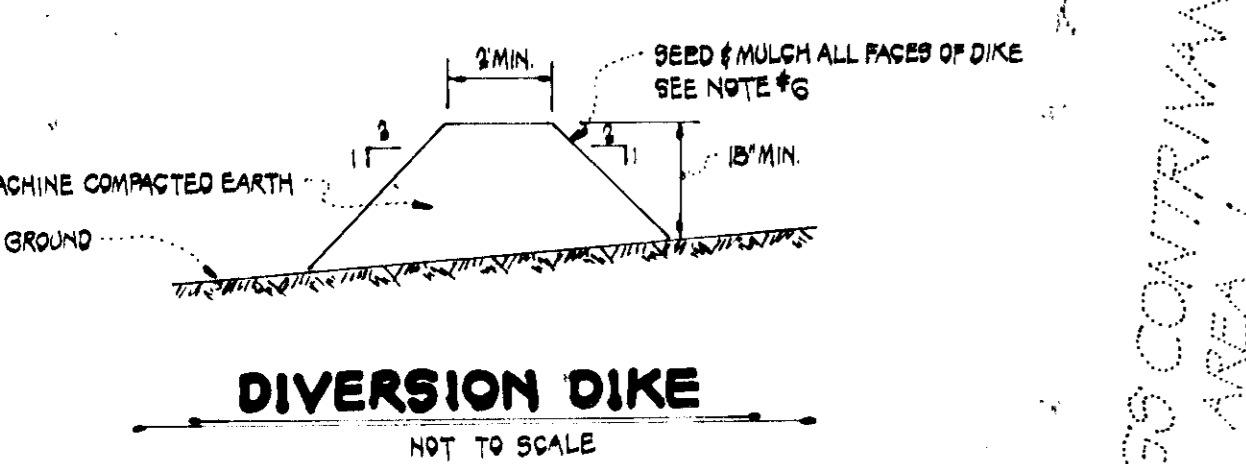 2' MIN.
SEED & MULCH ALL FACES OF DIKE
SEE NOTE #6
2
1
2
1
MIN.
ACHINE COMPACTED EARTH
GROUND
DIVERSION DIKE
NOT TO SCALE